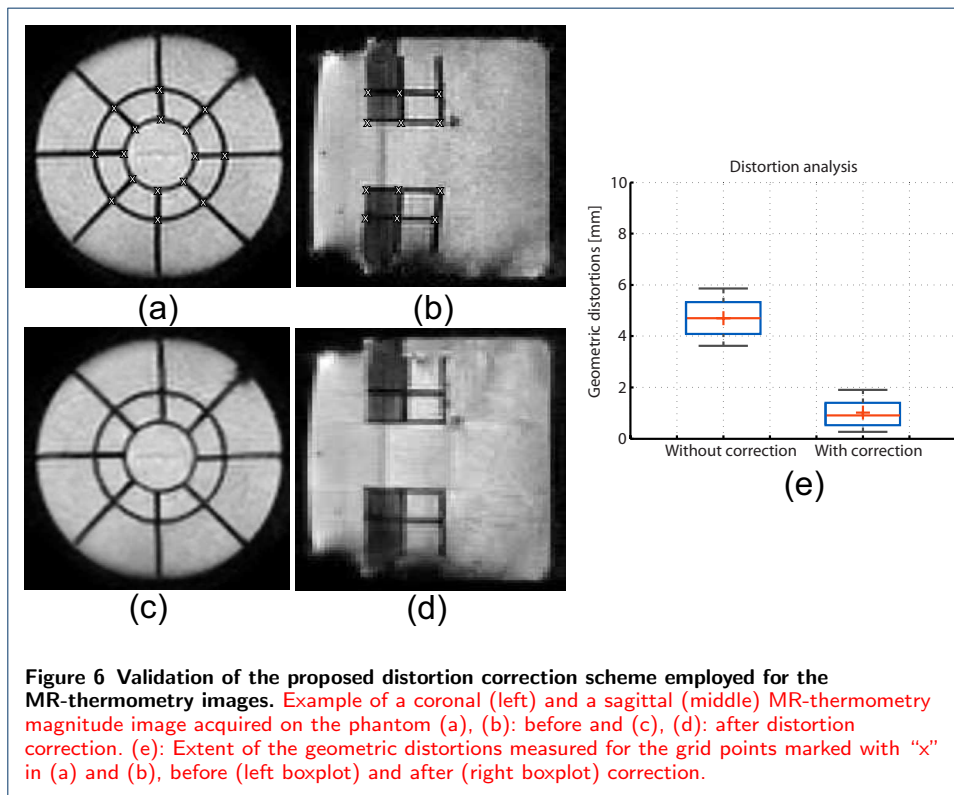 (a)
(b)
(c)
(d)
Distortion analysis
Geometric distortions [mm]
10
8
6
4
2
0
Without correction
With correction
(e)
Figure 6 Validation of the proposed distortion correction scheme employed for the
MR-thermometry images. Example of a coronal (left) and a sagittal (middle) MR-thermometry
magnitude image acquired on the phantom (a), (b): before and (c), (d): after distortion
correction. (e): Extent of the geometric distortions measured for the grid points marked with “x”
in (a) and (b), before (left boxplot) and after (right boxplot) correction.